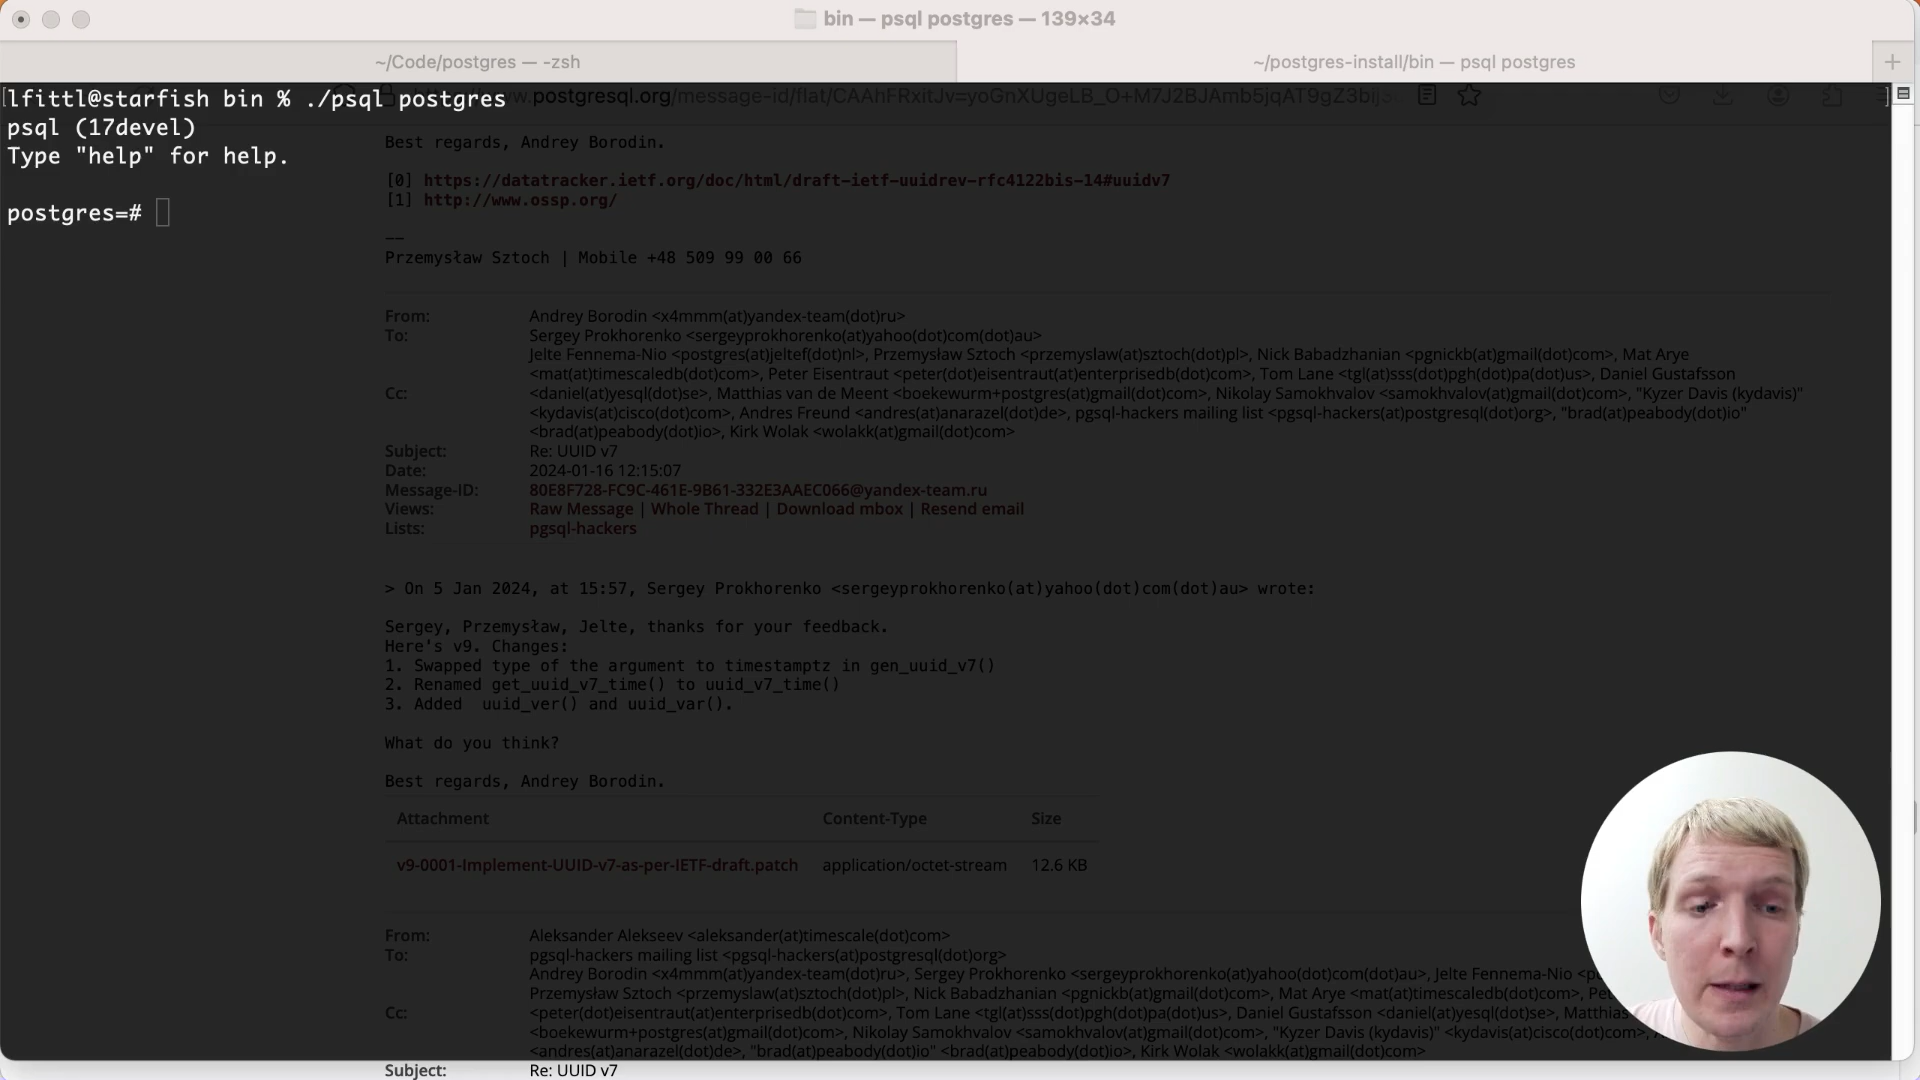 bin — psql postgres — 139×34
~/Code/postgres — -zsh
~/postgres-install/bin — psql postgres
lfittl@starfish bin % ./psql postgres
psql (17devel)
Type "help" for help.
postgres=#
www.postgresql.org/message-id/flat/CAAhFRxitJv=yoGnXUgeLB_O+M7J2BJAmb5jqAT9gZ3bij3
Best regards, Andrey Borodin.
[0] https://datatracker.ietf.org/doc/html/draft-ietf-uuidrev-rfc4122bis-14#uuidv7
[1] http://www.ossp.org/
—
Przemysław Sztoch | Mobile +48 509 99 00 66
From: Andrey Borodin <x4mmm(at)yandex-team(dot)ru>
To: Sergey Prokhorenko <sergeyprokhorenko(at)yahoo(dot)com(dot)au>
Jelte Fennema-Nio <postgres(at)jeltef(dot)nl>, Przemysław Sztoch <przemyslaw(at)sztoch(dot)pl>, Nick Babadzhanian <pgnickb(at)gmail(dot)com>, Mat Arye
<mat(at)timescaledb(dot)com>, Peter Eisentraut <peter(dot)eisentraut(at)enterprisedb(dot)com>, Tom Lane <tgl(at)sss(dot)pgh(dot)pa(dot)us>, Daniel Gustafsson
Cc: <daniel(at)yesql(dot)se>, Matthias van de Meent <boekewurm+postgres(at)gmail(dot)com>, Nikolay Samokhvalov <samokhvalov(at)gmail(dot)com>, "Kyzer Davis (kydavis)"
<kydavis(at)cisco(dot)com>, Andres Freund <andres(at)anarazel(dot)de>, pgsql-hackers mailing list <pgsql-hackers(at)postgresql(dot)org>, "brad(at)peabody(dot)io"
<brad(at)peabody(dot)io>, Kirk Wolak <wolakk(at)gmail(dot)com>
Subject: Re: UUID v7
Date: 2024-01-16 12:15:07
Message-ID: 80E8F728-FC9C-461E-9B61-332E3AAEC066@yandex-team.ru
Views: Raw Message | Whole Thread | Download mbox | Resend email
Lists: pgsql-hackers
> On 5 Jan 2024, at 15:57, Sergey Prokhorenko <sergeyprokhorenko(at)yahoo(dot)com(dot)au> wrote:
Sergey, Przemysław, Jelte, thanks for your feedback.
Here's v9. Changes:
1. Swapped type of the argument to timestamptz in gen_uuid_v7()
2. Renamed get_uuid_v7_time() to uuid_v7_time()
3. Added  uuid_ver() and uuid_var().
What do you think?
Best regards, Andrey Borodin.
Attachment Content-Type Size
v9-0001-Implement-UUID-v7-as-per-IETF-draft.patch application/octet-stream 12.6 KB
From: Aleksander Alekseev <aleksander(at)timescale(dot)com>
To: pgsql-hackers mailing list <pgsql-hackers(at)postgresql(dot)org>
Andrey Borodin <x4mmm(at)yandex-team(dot)ru>, Sergey Prokhorenko <sergeyprokhorenko(at)yahoo(dot)com(dot)au>, Jelte Fennema-Nio
Przemysław Sztoch <przemyslaw(at)sztoch(dot)pl>, Nick Babadzhanian <pgnickb(at)gmail(dot)com>, Mat Arye <mat(at)timescaledb(dot)com>,
Cc: <peter(dot)eisentraut(at)enterprisedb(dot)com>, Tom Lane <tgl(at)sss(dot)pgh(dot)pa(dot)us>, Daniel Gustafsson <daniel(at)yesql(dot)se>, Matthias
<boekewurm+postgres(at)gmail(dot)com>, Nikolay Samokhvalov <samokhvalov(at)gmail(dot)com>, "Kyzer Davis (kydavis)" <kydavis(at)cisco(dot)com>,
<andres(at)anarazel(dot)de>, "brad(at)peabody(dot)io" <brad(at)peabody(dot)io>, Kirk Wolak <wolakk(at)gmail(dot)com>
Subject: Re: UUID v7